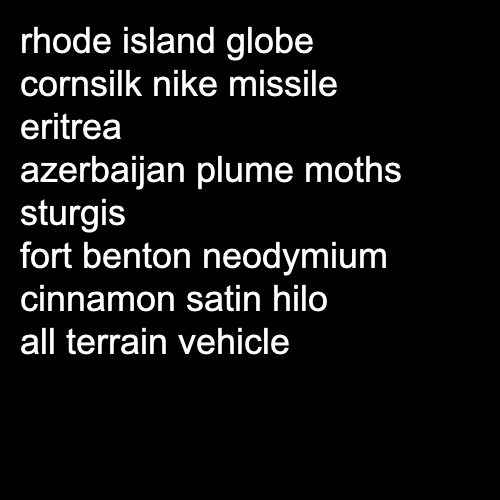 rhode island globe
cornsilk nike missile
eritrea
azerbaijan plume moths
sturgis
fort benton neodymium
cinnamon satin hilo
all terrain vehicle